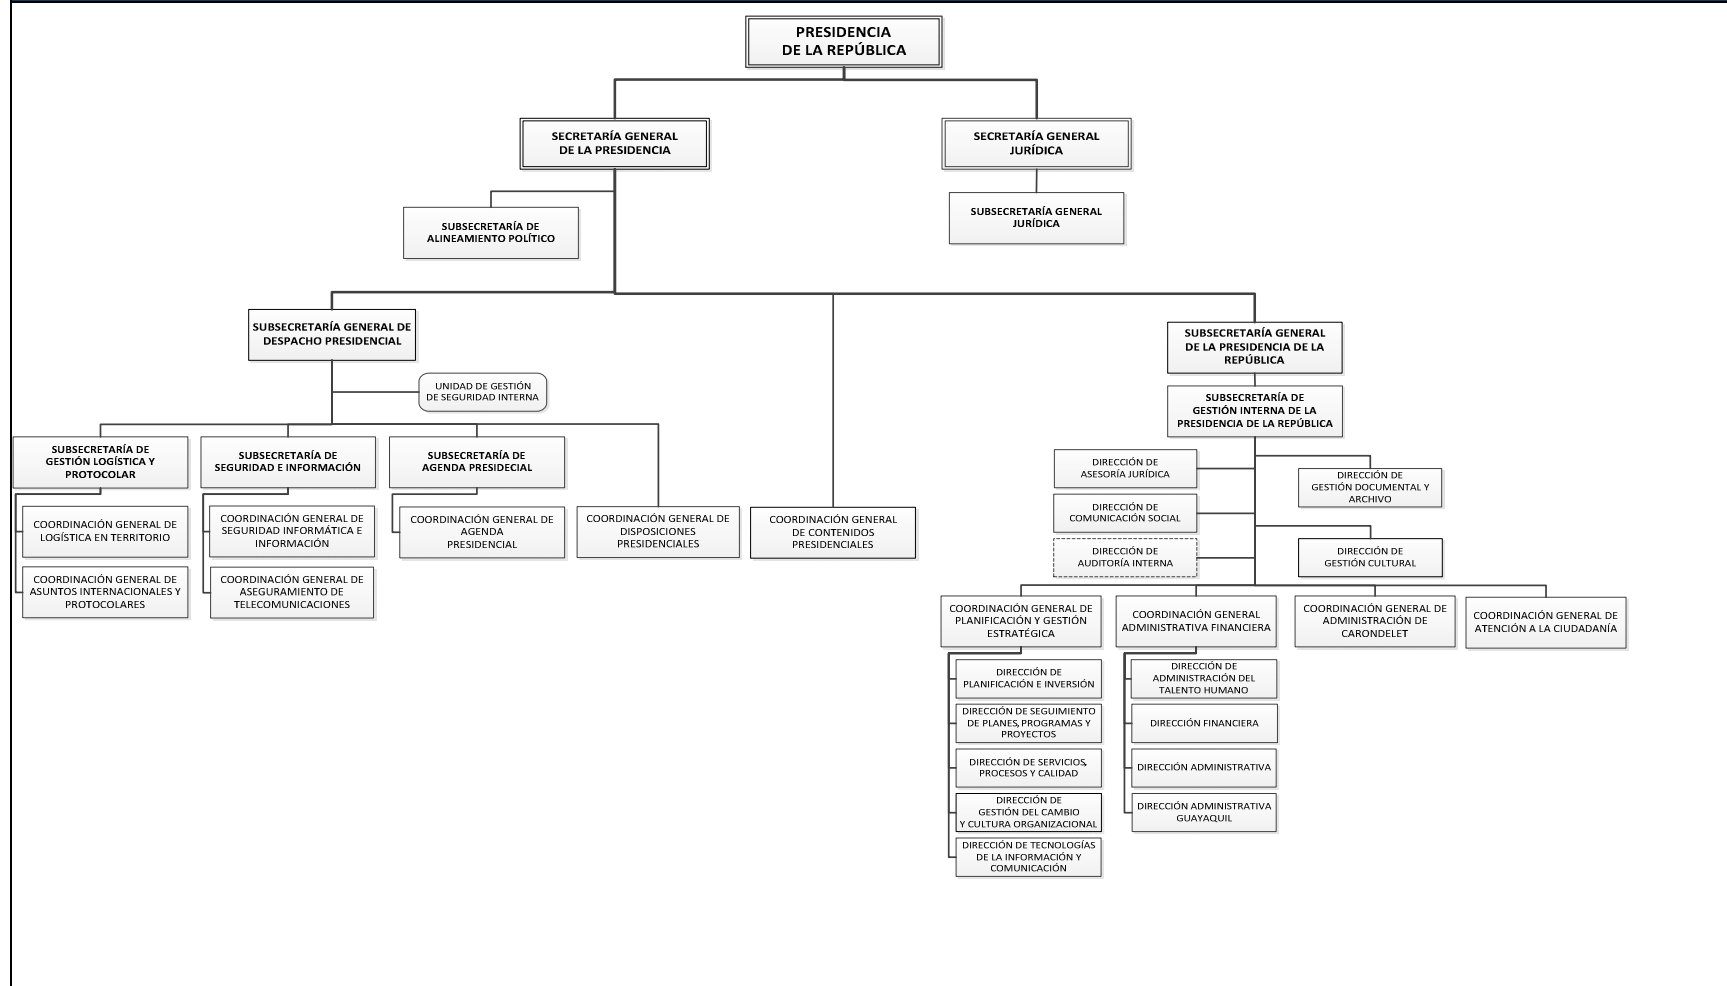 PRESIDENCIA
DE LA REPÚBLICA
SECRETARÍA GENERAL
DE LA PRESIDENCIA
SECRETARÍA GENERAL
JURÍDICA
SUBSECRETARÍA DE
ALINEAMIENTO POLÍTICO
SUBSECRETARÍA GENERAL
JURÍDICA
SUBSECRETARÍA GENERAL DE
DESPACHO PRESIDENCIAL
SUBSECRETARÍA GENERAL
DE LA PRESIDENCIA DE LA
REPÚBLICA
UNIDAD DE GESTIÓN
DE SEGURIDAD INTERNA
SUBSECRETARÍA DE
GESTIÓN INTERNA DE LA
PRESIDENCIA DE LA REPÚBLICA
SUBSECRETARÍA DE
GESTIÓN LOGÍSTICA Y
PROTOCOLAR
SUBSECRETARÍA DE
SEGURIDAD E INFORMACIÓN
SUBSECRETARÍA DE
AGENDA PRESIDECIAL
COORDINACIÓN GENERAL DE
LOGÍSTICA EN TERRITORIO
COORDINACIÓN GENERAL DE
SEGURIDAD INFORMÁTICA E
INFORMACIÓN
COORDINACIÓN GENERAL DE
AGENDA
PRESIDENCIAL
COORDINACIÓN GENERAL DE
DISPOSICIONES
PRESIDENCIALES
COORDINACIÓN GENERAL
DE CONTENIDOS
PRESIDENCIALES
COORDINACIÓN GENERAL DE
ASUNTOS INTERNACIONALES Y
PROTOCOLARES
COORDINACIÓN GENERAL DE
ASEGURAMIENTO DE
TELECOMUNICACIONES
DIRECCIÓN DE
ASESORÍA JURÍDICA
DIRECCIÓN DE
GESTIÓN DOCUMENTAL Y
ARCHIVO
DIRECCIÓN DE
COMUNICACIÓN SOCIAL
DIRECCIÓN DE
AUDITORÍA INTERNA
DIRECCIÓN DE
GESTIÓN CULTURAL
COORDINACIÓN GENERAL DE
PLANIFICACIÓN Y GESTIÓN
ESTRATÉGICA
COORDINACIÓN GENERAL
ADMINISTRATIVA FINANCIERA
COORDINACIÓN GENERAL DE
ADMINISTRACIÓN DE
CARONDELET
COORDINACIÓN GENERAL DE
ATENCIÓN A LA CIUDADANÍA
DIRECCIÓN DE
PLANIFICACIÓN E INVERSIÓN
DIRECCIÓN DE SEGUIMIENTO
DE PLANES, PROGRAMAS Y
PROYECTOS
DIRECCIÓN DE SERVICIOS,
PROCESOS Y CALIDAD
DIRECCIÓN DE
GESTIÓN DEL CAMBIO
Y CULTURA ORGANIZACIONAL
DIRECCIÓN DE TECNOLOGÍAS
DE LA INFORMACIÓN Y
COMUNICACIÓN
DIRECCIÓN DE
ADMINISTRACIÓN DEL
TALENTO HUMANO
DIRECCIÓN FINANCIERA
DIRECCIÓN ADMINISTRATIVA
DIRECCIÓN ADMINISTRATIVA
GUAYAQUIL